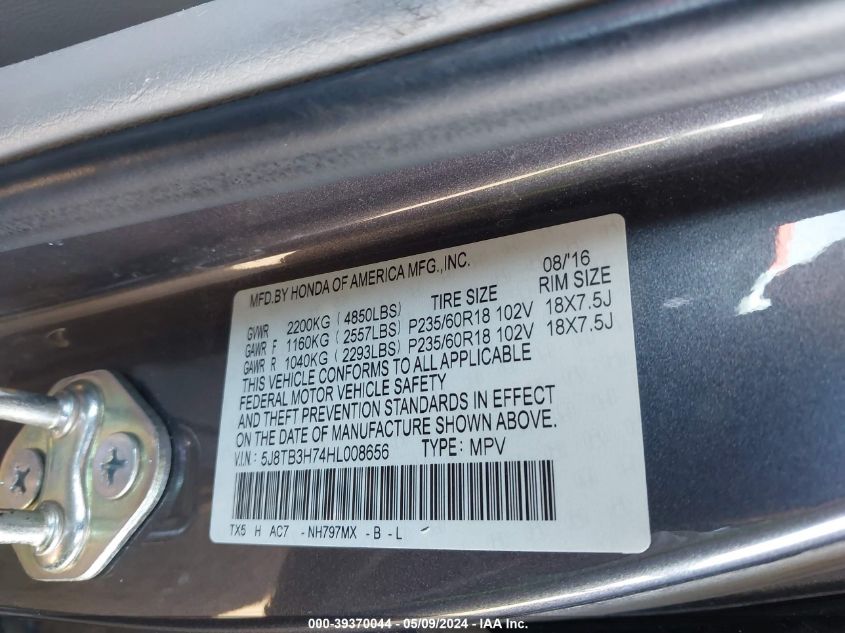 MFD.BY HONDA OF AMERICA MFG.,INC. 08/'16
TIRE SIZE RIM SIZE
GVWR 2200KG (4850LBS)
GAWR F 1160KG (2557LBS) P235/60R18 102V 18X7.5J
GAWR R 1040KG (2293LBS) P235/60R18 102V 18X7.5J
THIS VEHICLE CONFORMS TO ALL APPLICABLE
FEDERAL MOTOR VEHICLE SAFETY
AND THEFT PREVENTION STANDARDS IN EFFECT
ON THE DATE OF MANUFACTURE SHOWN ABOVE.
V.I.N: 5J8TB3H74HL008656 TYPE: MPV
TX5 H AC7 -NH797MX -B-L
000-39370044 - 05/09/2024 - IAA Inc.